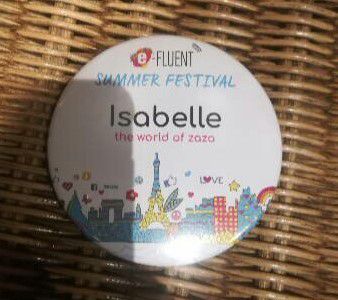 e-FLUENT
SUMMER FESTIVAL
Isabelle
the world of zaza
LOVE